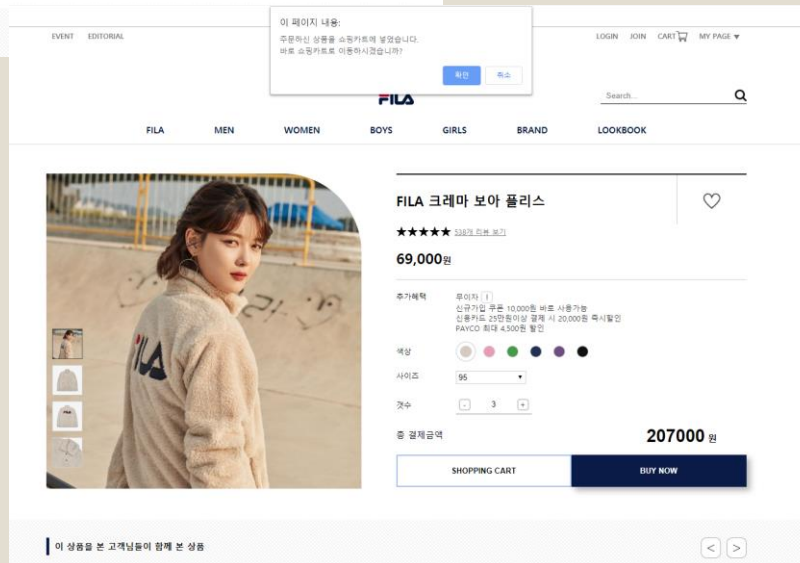 이 페이지 내용:
주문하신 상품을 쇼핑카트에 넣었습니다.
바로 쇼핑카트로 이동하시겠습니까?
확인 취소
EVENT EDITORIAL
LOGIN JOIN CART MY PAGE ▼
FILA
Search...
FILA MEN WOMEN BOYS GIRLS BRAND LOOKBOOK
FILA
FILA 크레마 보아 플리스
★★★★★ 538개 리뷰 보기
69,000원
추가혜택 무이자 !
신규가입 쿠폰 10,000원 바로 사용가능
신용카드 25만원이상 결제 시 20,000원 즉시할인
PAYCO 최대 4,500원 할인
색상
사이즈 95
갯수 - 3 +
총 결제금액 207000 원
SHOPPING CART BUY NOW
이 상품을 본 고객님들이 함께 본 상품 < >